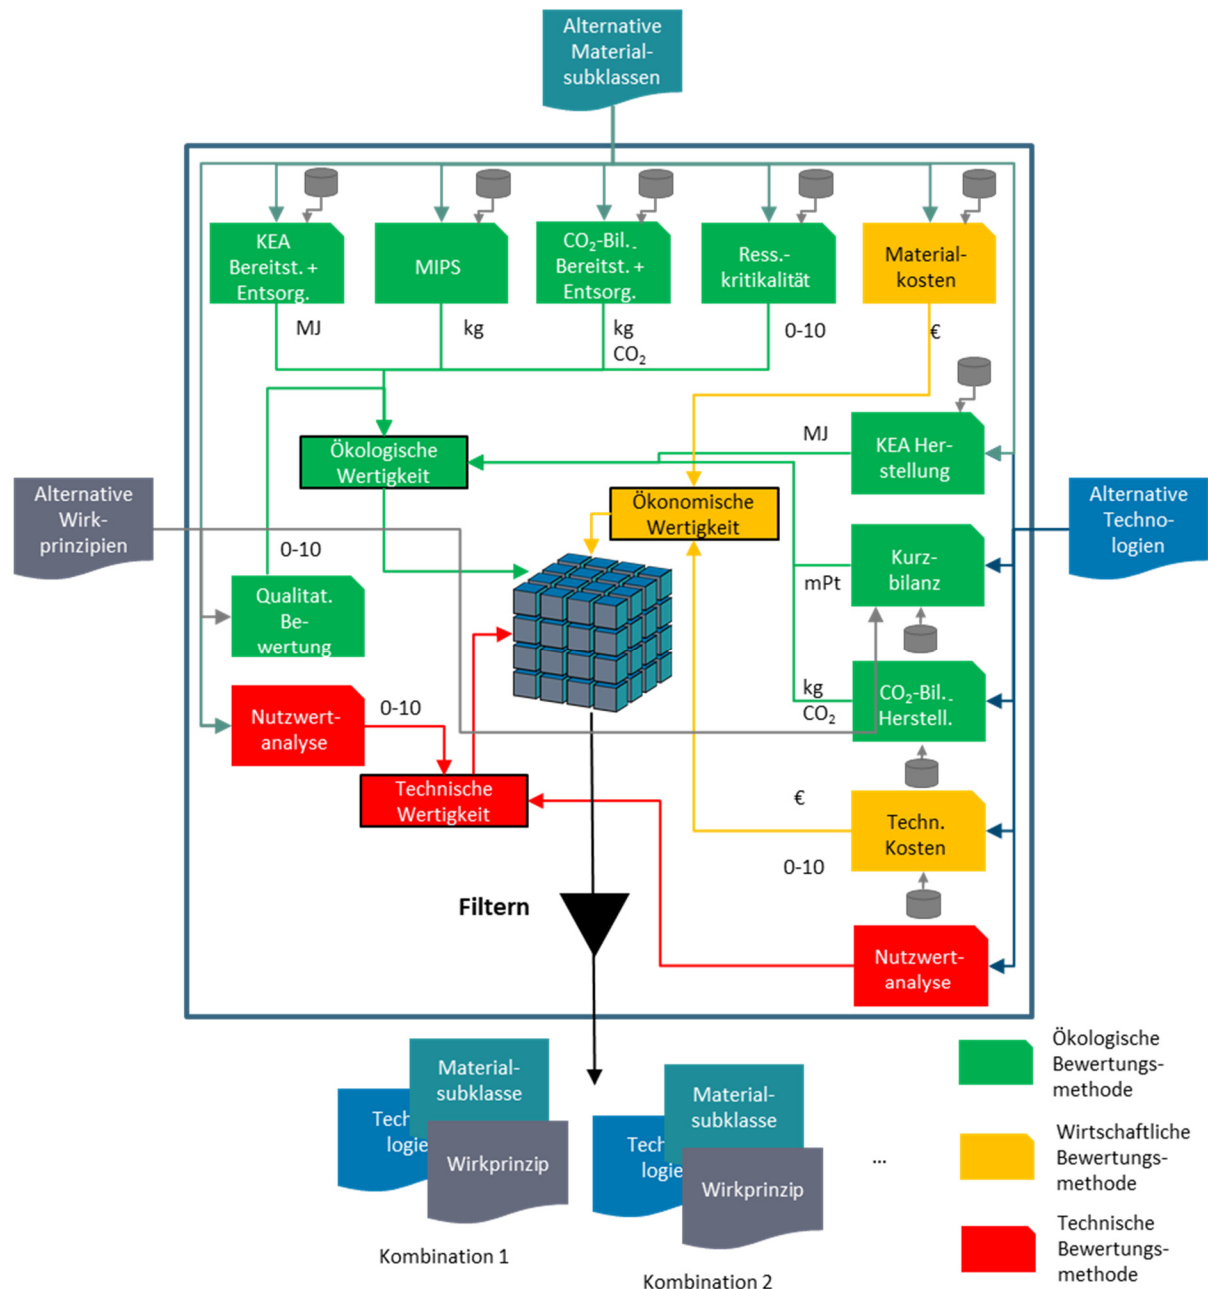 Alternative
Material-
subklassen
KEA
Bereitst. +
Entsorg.
MIPS
CO₂-Bil.
Bereitst. +
Entsorg.
Ress.-
kritikalität
Material-
kosten
MJ
kg
kg
CO₂
0-10
€
Ökologische
Wertigkeit
MJ
KEA Her-
stellung
Alternative
Wirk-
prinzipien
Ökonomische
Wertigkeit
Alternative
Techno-
logien
0-10
Qualitat.
Be-
wertung
mPt
Kurz-
bilanz
Nutzwert-
analyse
0-10
kg
CO₂
CO₂-Bil.
Herstell.
Technische
Wertigkeit
€
Techn.
Kosten
0-10
Filtern
Nutzwert-
analyse
Material-
subklasse
Tech
logie
Wirkprinzip
Kombination 1
Material-
subklasse
Tech
logie
Wirkprinzip
Kombination 2
...
Ökologische
Bewertungs-
methode
Wirtschaftliche
Bewertungs-
methode
Technische
Bewertungs-
methode